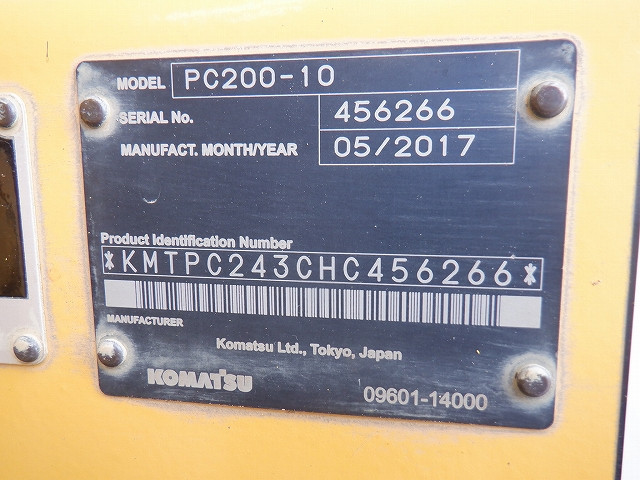 MODEL PC200-10
SERIAL No. 456266
MANUFACT. MONTH/YEAR 05/2017
Product Identification Number
*KMTPC243CHC456266*
MANUFACTURER
Komatsu Ltd., Tokyo, Japan
KOMATSU
09601-14000